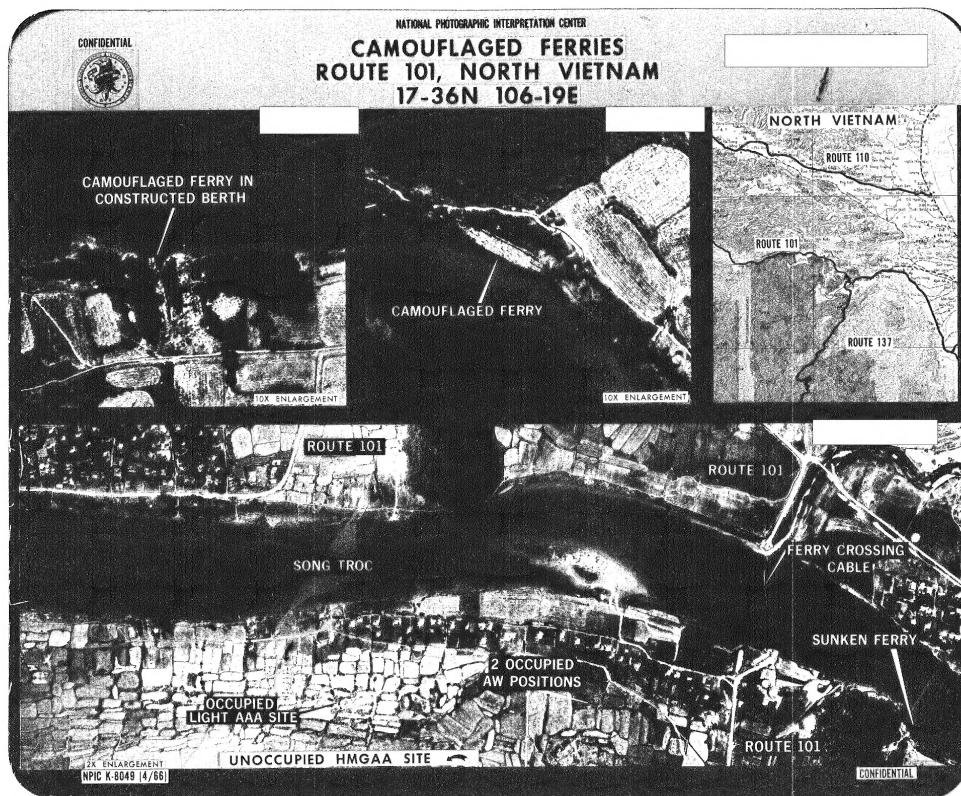 NATIONAL PHOTOGRAPHIC INTERPRETATION CENTER
CONFIDENTIAL
CAMOUFLAGED FERRIES
ROUTE 101, NORTH VIETNAM
17-36N 106-19E
CAMOUFLAGED FERRY IN
CONSTRUCTED BERTH
10X ENLARGEMENT
CAMOUFLAGED FERRY
10X ENLARGEMENT
NORTH VIETNAM
ROUTE 110
ROUTE 101
ROUTE 137
ROUTE 101
ROUTE 101
SONG TROC
FERRY CROSSING
CABLE
SUNKEN FERRY
2 OCCUPIED
AW POSITIONS
OCCUPIED
LIGHT AAA SITE
ROUTE 101
UNOCCUPIED HMGAA SITE
2X ENLARGEMENT
NPIC K-8049 (4/66)
CONFIDENTIAL